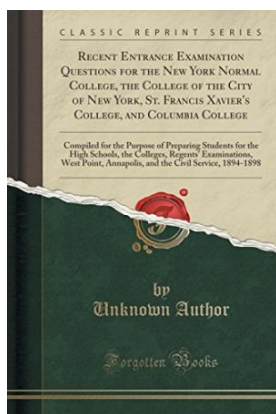 CLASSIC REPRINT SERIES
RECENT ENTRANCE EXAMINATION
QUESTIONS FOR THE NEW YORK NORMAL
COLLEGE, THE COLLEGE OF THE CITY
OF NEW YORK, ST. FRANCIS XAVIER'S
COLLEGE, AND COLUMBIA COLLEGE
Compiled for the Purpose of Preparing Students for the
High Schools, the Colleges, Regents' Examinations,
West Point, Annapolis, and the Civil Service, 1894-1898
by
Unknown Author
Forgotten Books